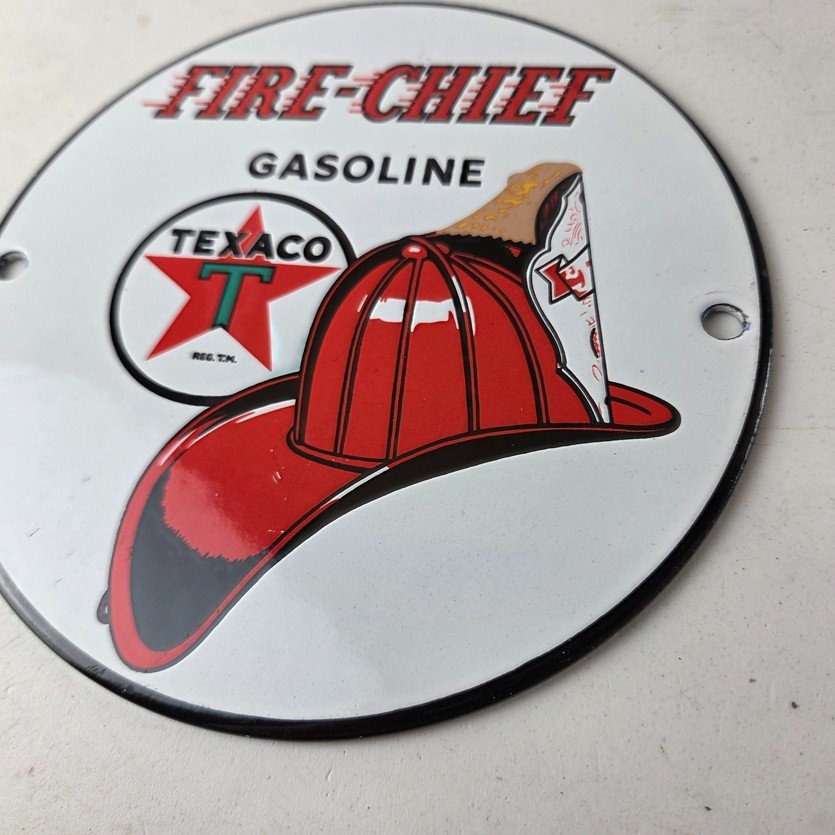 FIRE-CHIEF
GASOLINE
TEXACO
T
REG. T.M.